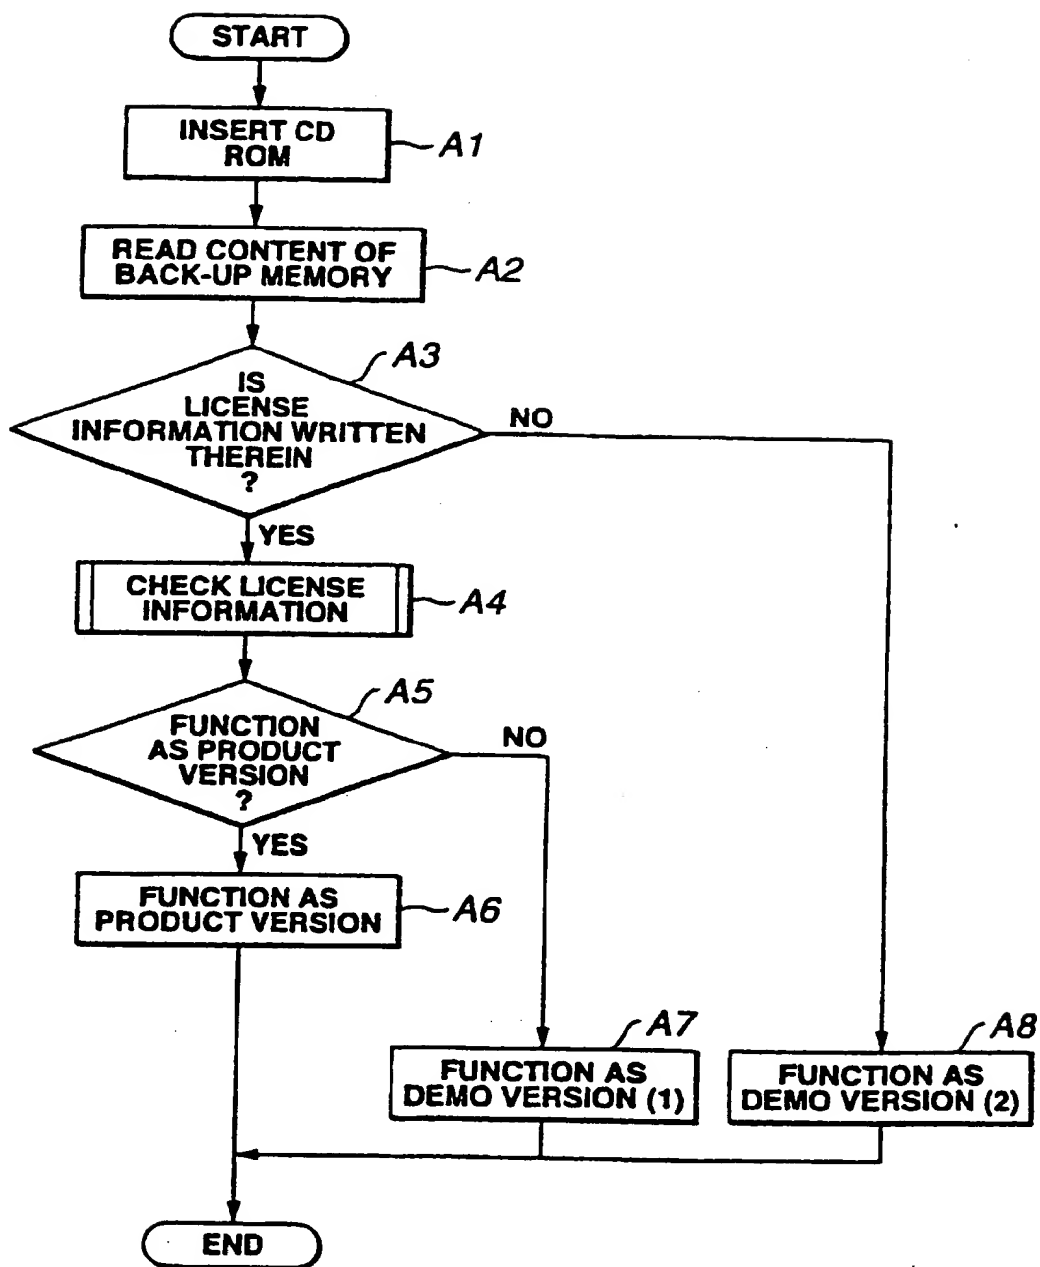 START
INSERT CD
ROM
A1
READ CONTENT OF
BACK-UP MEMORY
A2
A3
IS
LICENSE
INFORMATION WRITTEN
THEREIN
?
NO
YES
CHECK LICENSE
INFORMATION
A4
A5
FUNCTION
AS PRODUCT
VERSION
?
NO
YES
FUNCTION AS
PRODUCT VERSION
A6
A7
FUNCTION AS
DEMO VERSION (1)
A8
FUNCTION AS
DEMO VERSION (2)
END